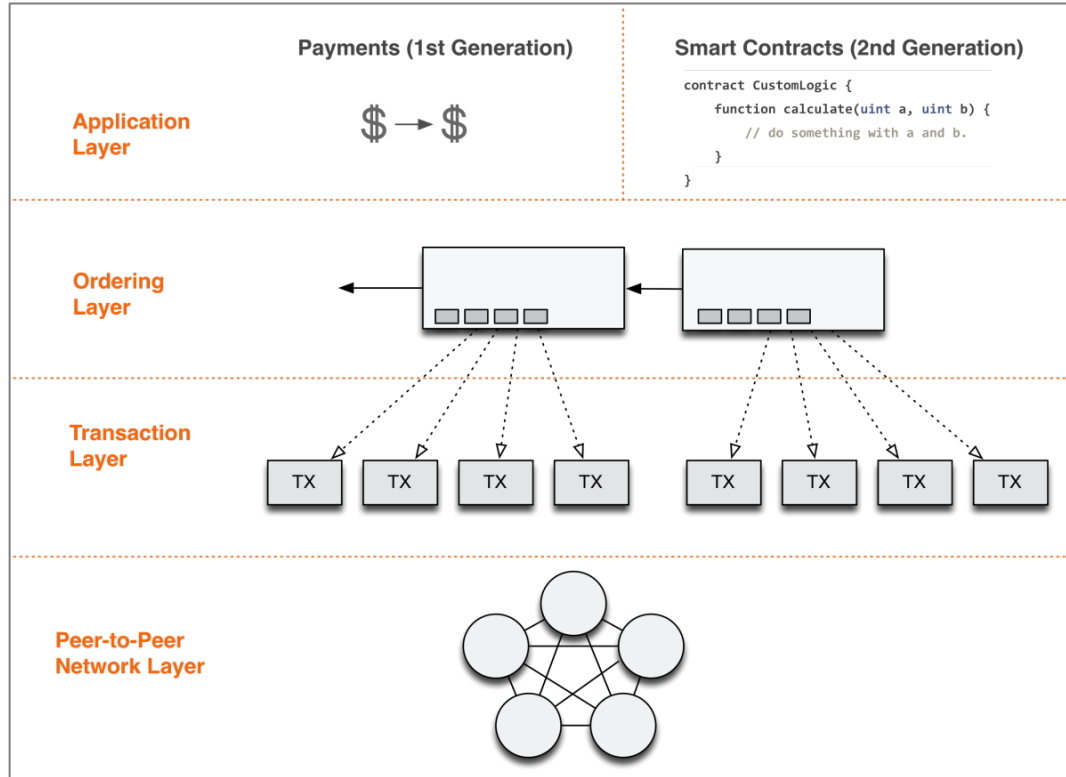 Payments (1st Generation)
Smart Contracts (2nd Generation)
Application
Layer
$ → $
contract CustomLogic {
    function calculate(uint a, uint b) {
        // do something with a and b.
    }
}
Ordering
Layer
Transaction
Layer
TX
TX
TX
TX
TX
TX
TX
TX
Peer-to-Peer
Network Layer